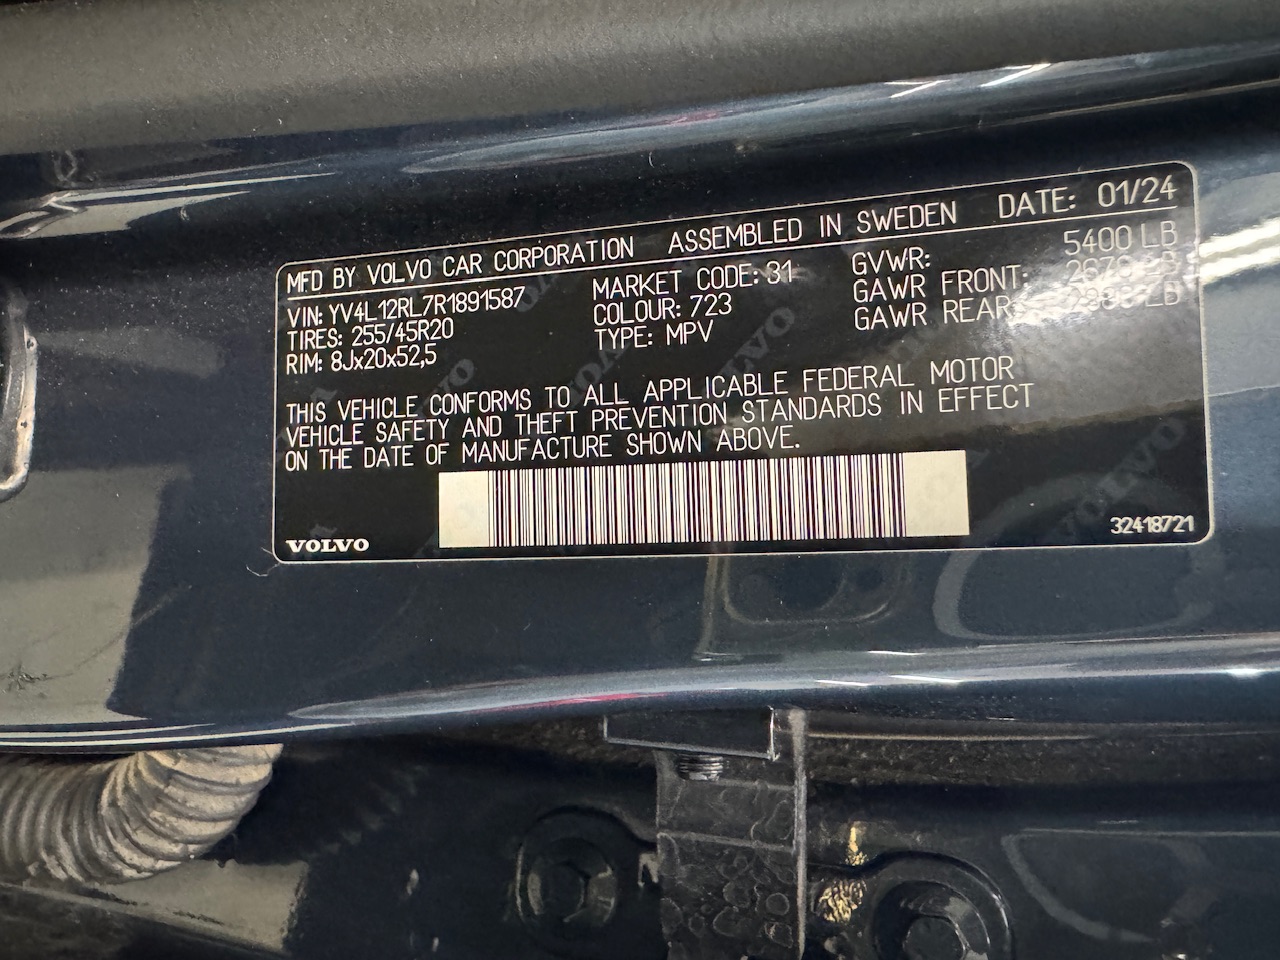 MFD BY VOLVO CAR CORPORATION ASSEMBLED IN SWEDEN DATE: 01/24
VIN: YV4L12RL7R1891587 MARKET CODE: 31 GVWR: 5400 LB
TIRES: 255/45R20 COLOUR: 723 GAWR FRONT: LB
RIM: 8Jx20x52,5 TYPE: MPV GAWR REAR: LB
THIS VEHICLE CONFORMS TO ALL APPLICABLE FEDERAL MOTOR
VEHICLE SAFETY AND THEFT PREVENTION STANDARDS IN EFFECT
ON THE DATE OF MANUFACTURE SHOWN ABOVE.
VOLVO 32418721